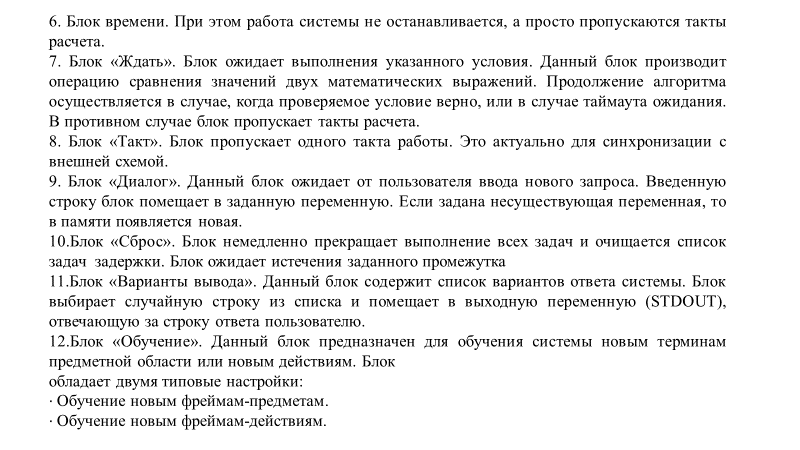 6. Блок времени. При этом работа системы не останавливается, а просто пропускаются такты
расчета.
7. Блок «Ждать». Блок ожидает выполнения указанного условия. Данный блок производит
операцию сравнения значений двух математических выражений. Продолжение алгоритма
осуществляется в случае, когда проверяемое условие верно, или в случае таймаута ожидания.
В противном случае блок пропускает такты расчета.
8. Блок «Такт». Блок пропускает одного такта работы. Это актуально для синхронизации с
внешней схемой.
9. Блок «Диалог». Данный блок ожидает от пользователя ввода нового запроса. Введенную
строку блок помещает в заданную переменную. Если задана несуществующая переменная, то
в памяти появляется новая.
10.Блок «Сброс». Блок немедленно прекращает выполнение всех задач и очищается список
задач задержки. Блок ожидает истечения заданного промежутка
11.Блок «Варианты вывода». Данный блок содержит список вариантов ответа системы. Блок
выбирает случайную строку из списка и помещает в выходную переменную (STDOUT),
отвечающую за строку ответа пользователю.
12.Блок «Обучение». Данный блок предназначен для обучения системы новым терминам
предметной области или новым действиям. Блок
обладает двумя типовые настройки:
· Обучение новым фреймам-предметам.
· Обучение новым фреймам-действиям.